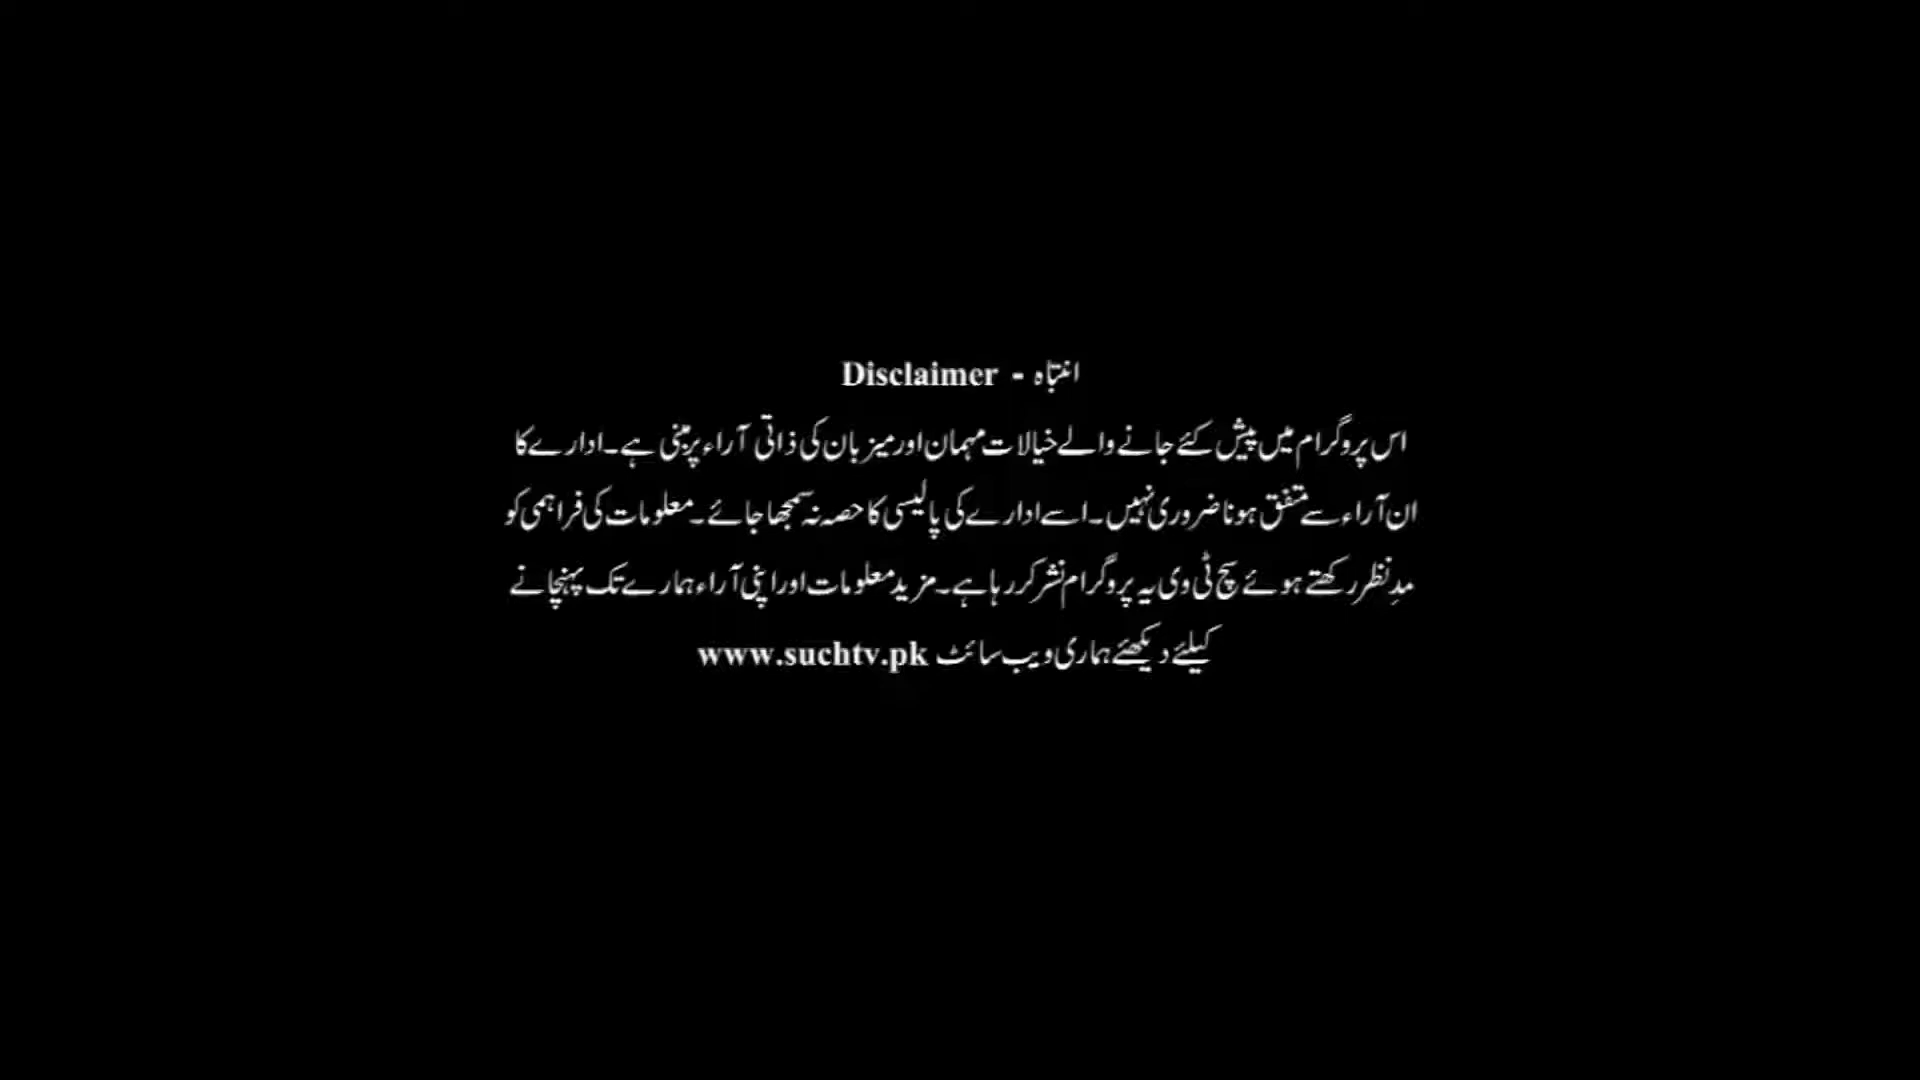 انتباہ - Disclaimer
اس پروگرام میں پیش کئے جانے والے خیالات مہمان اور میزبان کی ذاتی آراء پر مبنی ہے۔ ادارے کا
ان آراء سے متفق ہونا ضروری نہیں۔ اسے ادارے کی پالیسی کا حصہ نہ سمجھا جائے۔ معلومات کی فراہمی کو
مدِنظر رکھتے ہوئے سچ ٹی وی یہ پروگرام نشر کر رہا ہے۔ مزید معلومات اور اپنی آراء ہمارے تک پہنچانے
کیلئے دیکھئے ہماری ویب سائٹ www.suchtv.pk